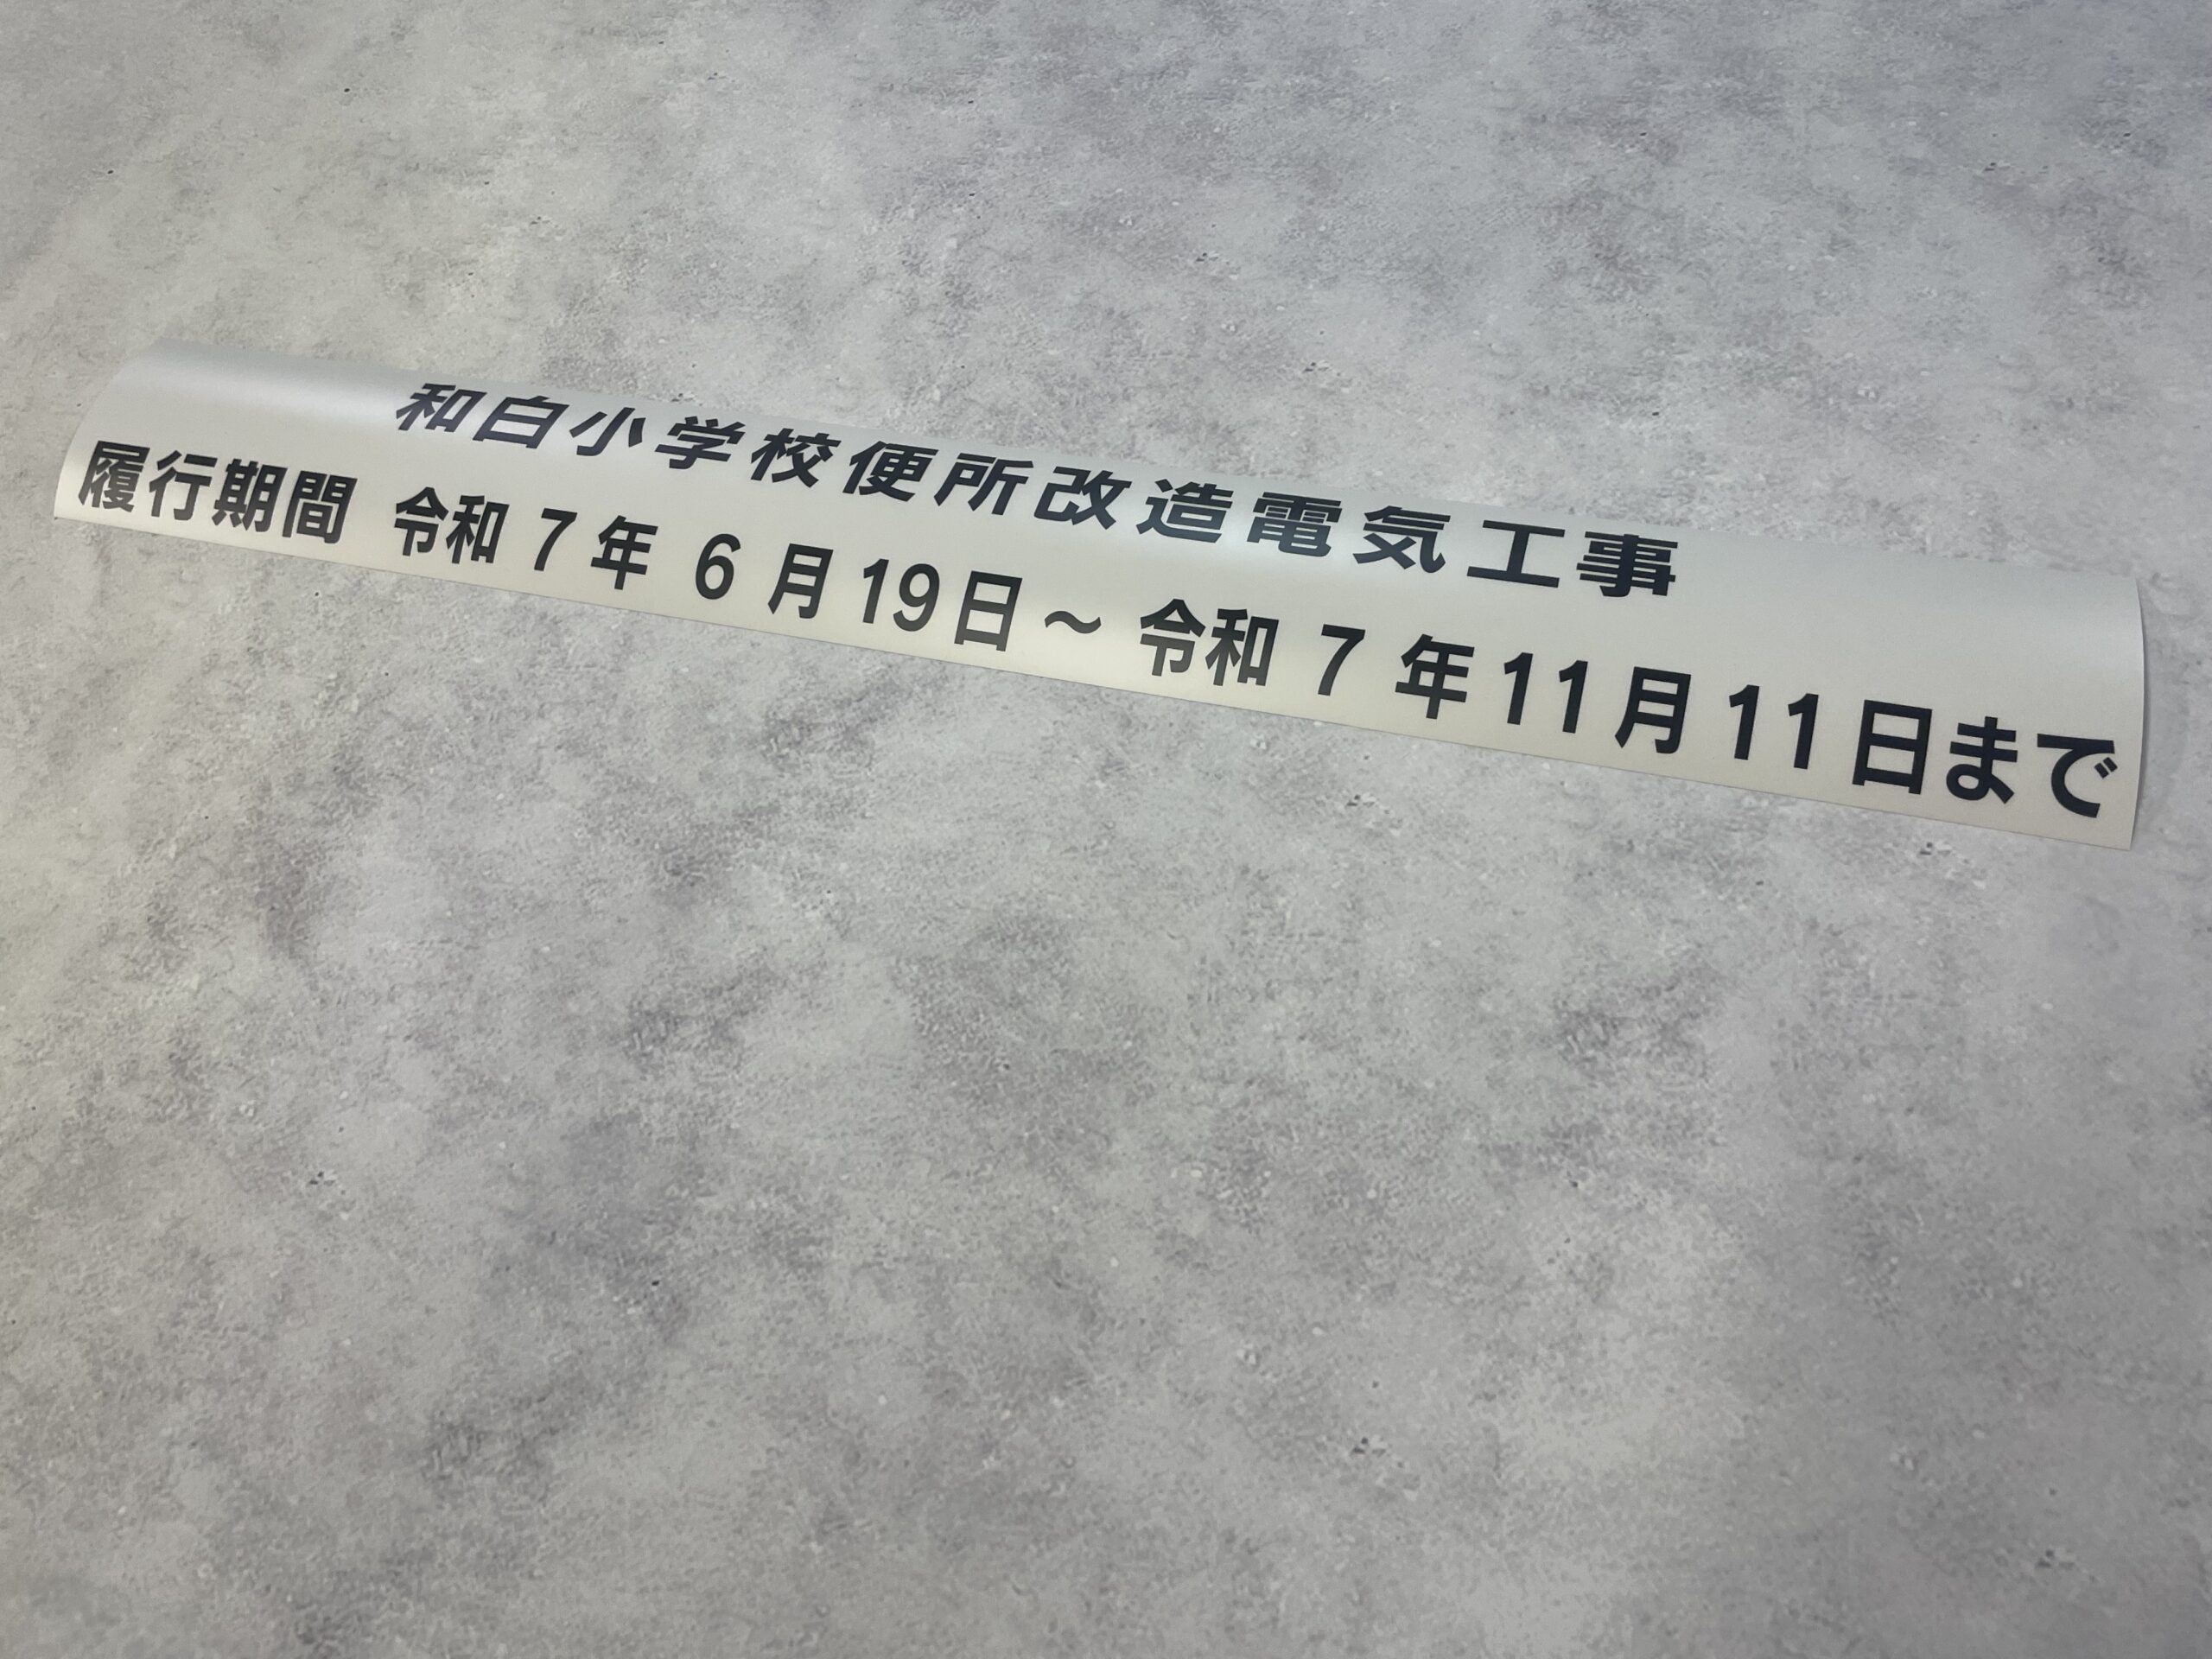 和白小学校便所改造電気工事
履行期間 令和 7 年 6 月 19日～令和 7 年 11月 11日まで